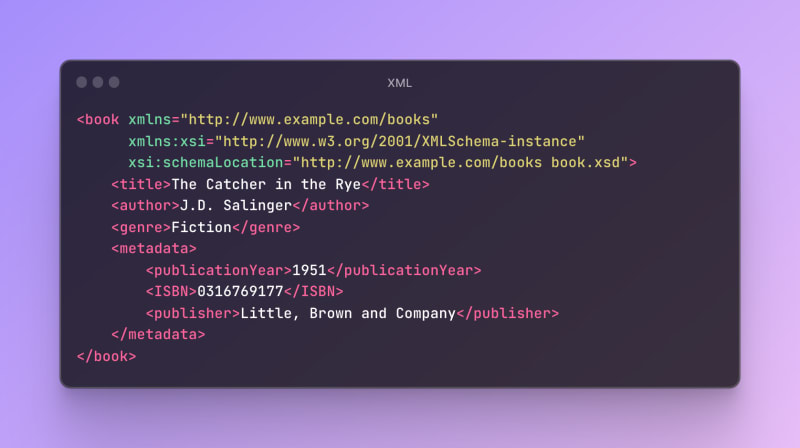 XML
<book xmlns="http://www.example.com/books"
xmlns:xsi="http://www.w3.org/2001/XMLSchema-instance"
xsi:schemaLocation="http://www.example.com/books book.xsd">
<title>The Catcher in the Rye</title>
<author>J.D. Salinger</author>
<genre>Fiction</genre>
<metadata>
<publicationYear>1951</publicationYear>
<ISBN>0316769177</ISBN>
<publisher>Little, Brown and Company</publisher>
</metadata>
</book>